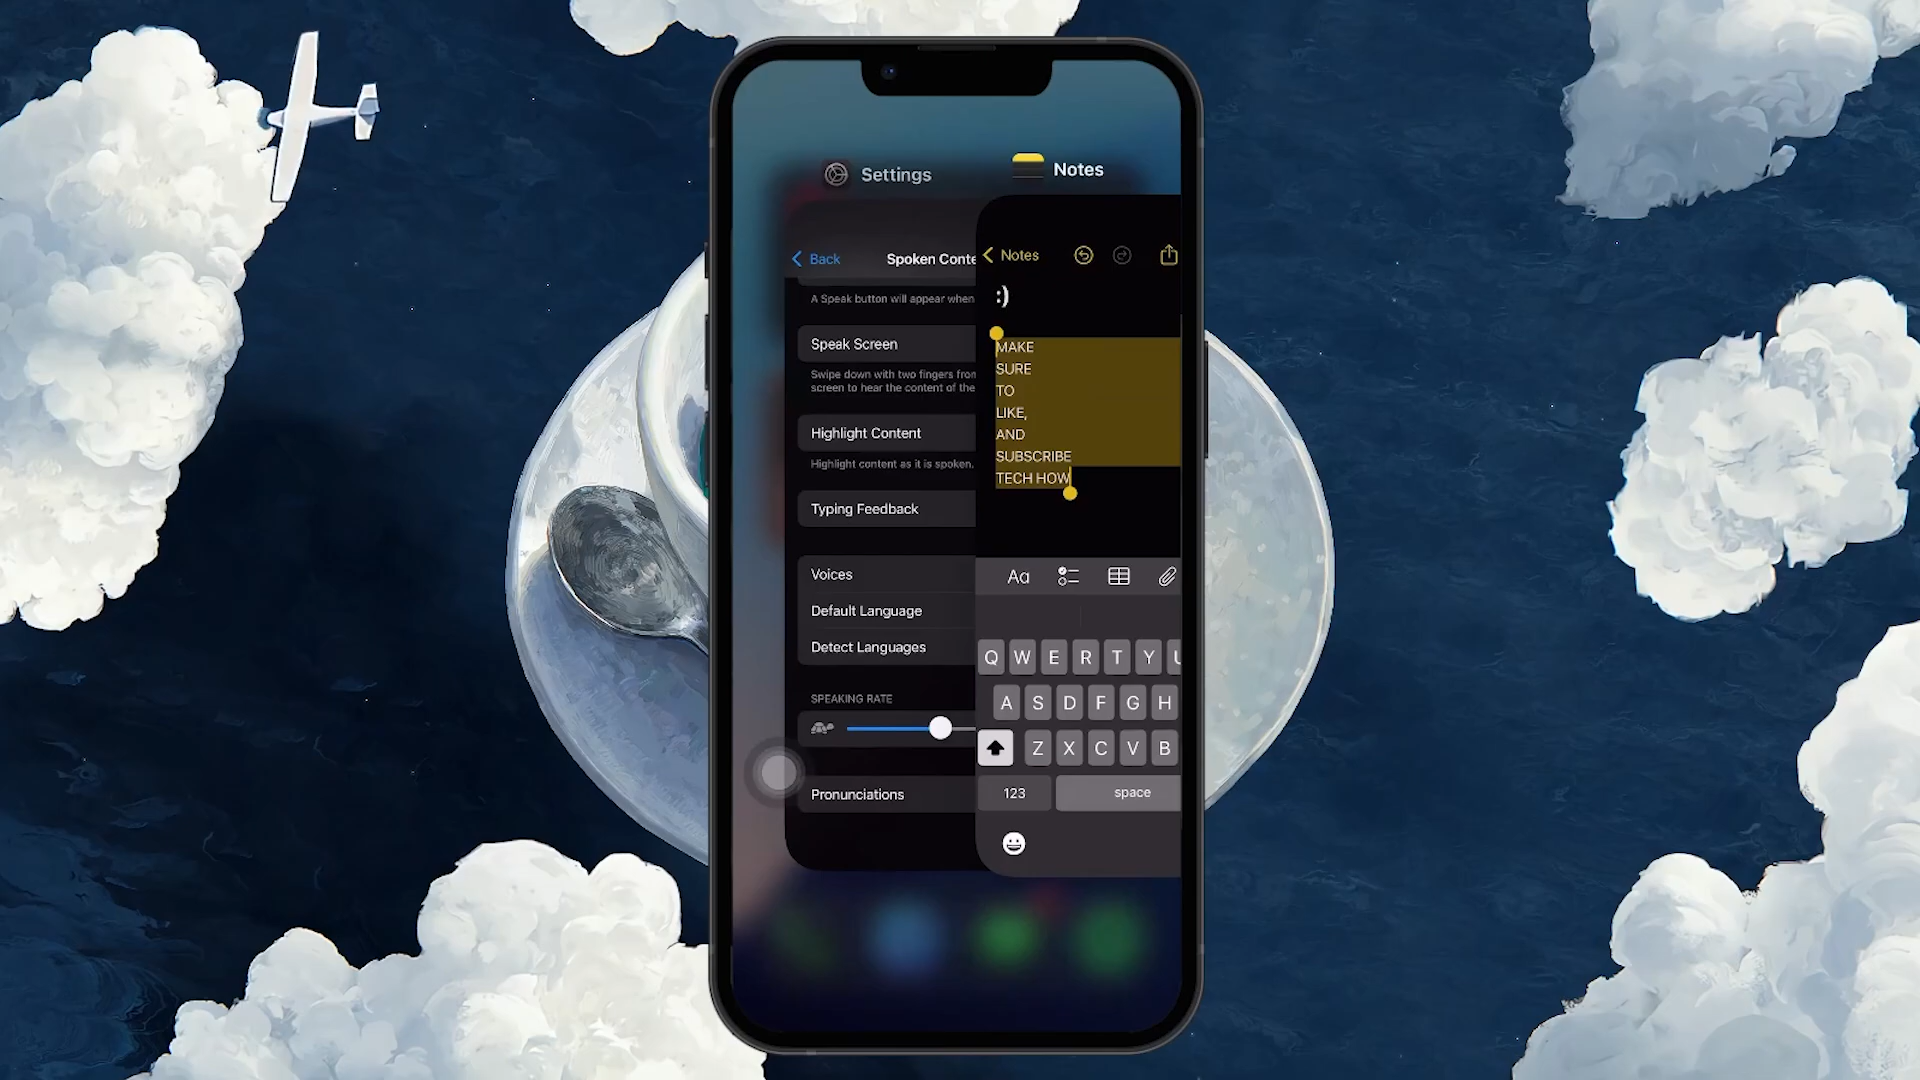 Settings
Notes
Back
Spoken Conte
A Speak button will appear when
Speak Screen
Swipe down with two fingers from
screen to hear the content of the
Highlight Content
Highlight content as it is spoken.
Typing Feedback
Voices
Default Language
Detect Languages
SPEAKING RATE
Pronunciations
Notes
:)
MAKE
SURE
TO
LIKE,
AND
SUBSCRIBE
TECH HOW
Aa
Q W E R T Y U
A S D F G H
Z X C V B
123
space